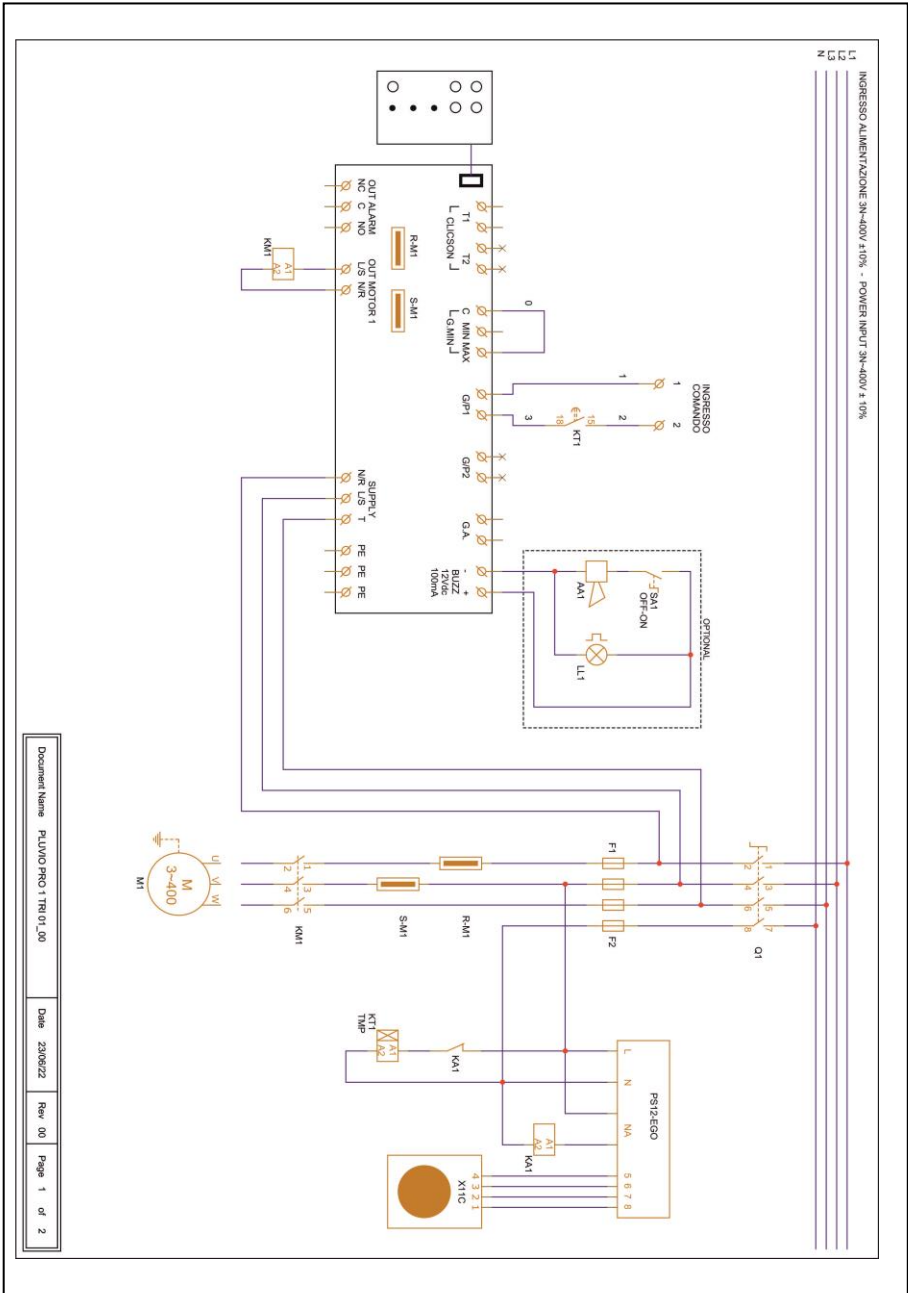 INGRESSO ALIMENTAZIONE 3N~400V ±10% - POWER INPUT 3N~400V ± 10%
L1
L2
L3
N
INGRESSO
COMANDO
1
2
1
2
15
18
KT1
3
0
OPTIONAL
SA1
OFF-ON
AA1
LL1
T1
T2
CLICSON
C
MIN
MAX
G.MIN
G/P1
G/P2
G.A.
-
+
BUZZ
12Vdc
100mA
R-M1
S-M1
OUT ALARM
NC
C
NO
OUT MOTOR 1
L/S
N/R
SUPPLY
N/R
L/S
T
PE
PE
PE
KM1
A1
A2
Q1
1
3
5
7
2
4
6
8
F1
F2
R-M1
S-M1
KM1
1
3
5
2
4
6
U
V
W
M
3~400
M1
PS12-EGO
L
N
NA
5
6
7
8
KA1
KT1
TMP
A1
A2
A1
A2
KA1
4
3
2
1
X11C
Document Name PLUVIO PRO 1 TRI 01_00
Date 23/06/22
Rev 00
Page 1 of 2